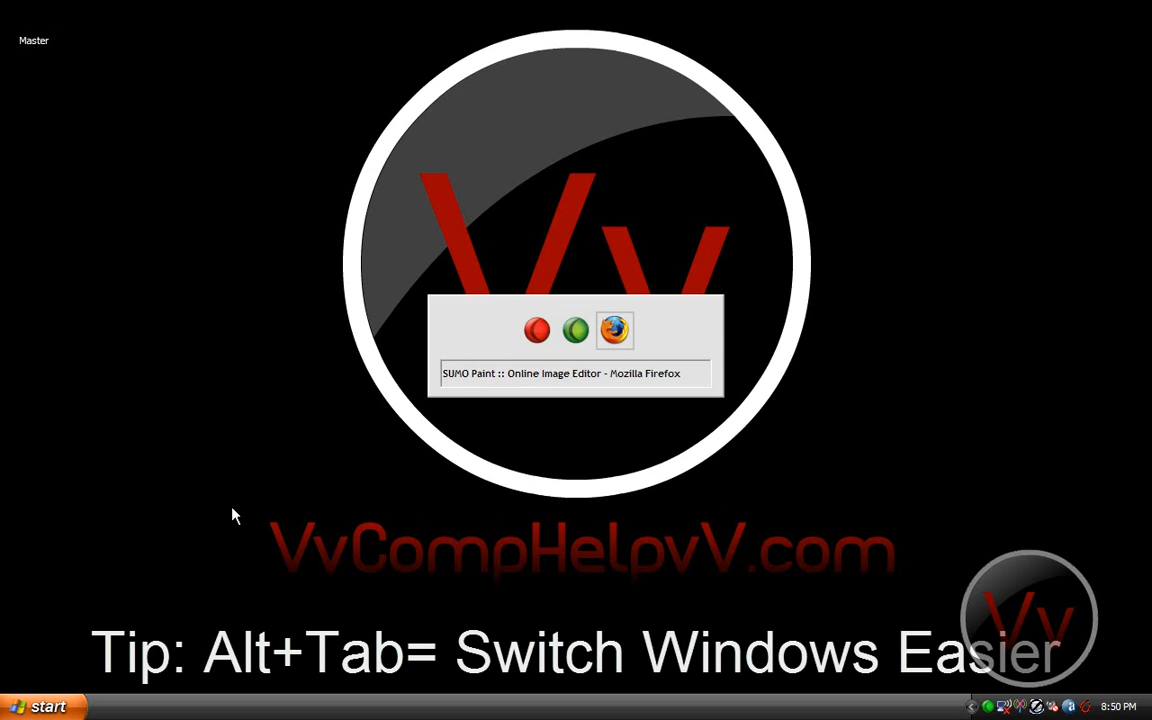 Master
Vv
SUMO Paint :: Online Image Editor - Mozilla Firefox
VvCompHelpvV.com
Vv
Tip: Alt+Tab= Switch Windows Easier
start
8:50 PM